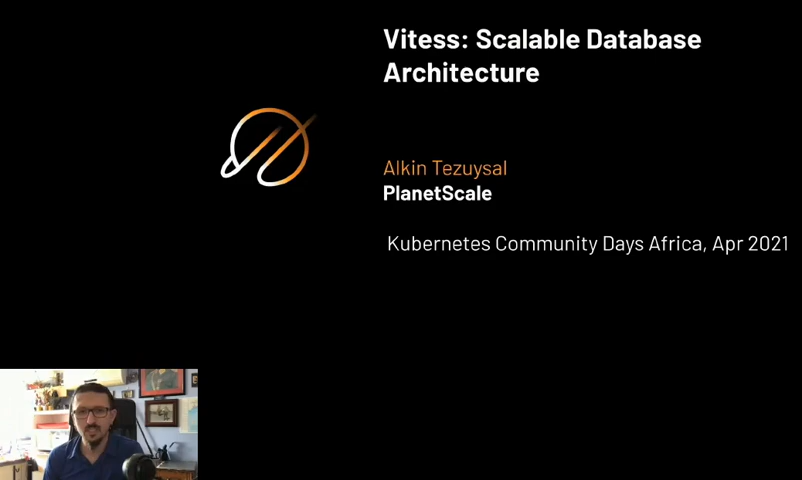 Vitess: Scalable Database
Architecture
Alkin Tezuysal
PlanetScale
Kubernetes Community Days Africa, Apr 2021